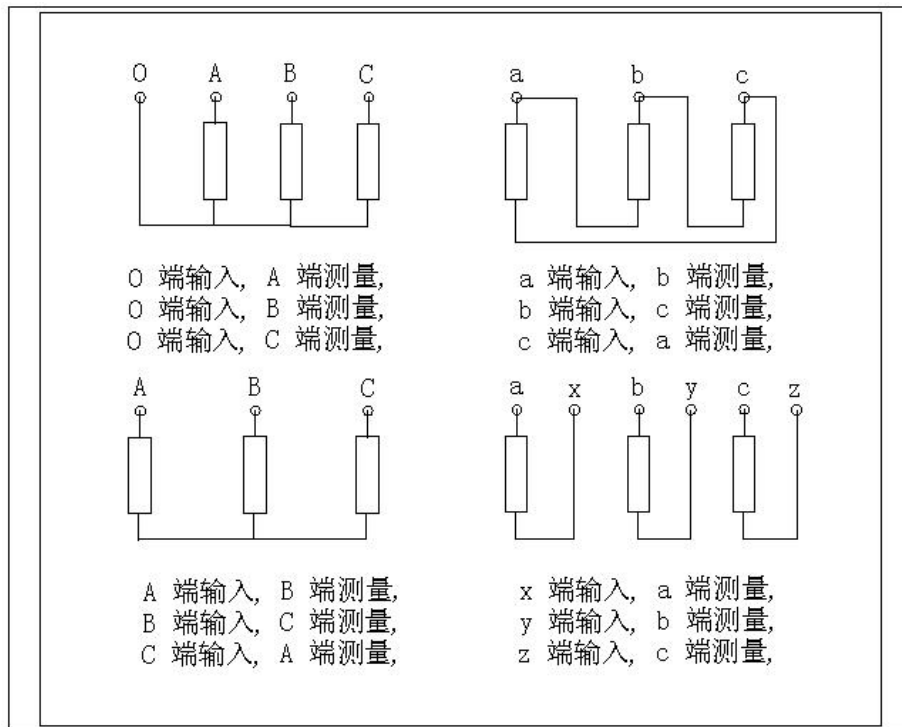 O A B C
a b c
O 端输入, A 端测量,
O 端输入, B 端测量,
O 端输入, C 端测量,
a 端输入, b 端测量,
b 端输入, c 端测量,
c 端输入, a 端测量,
A B C
a x b y c z
A 端输入, B 端测量,
B 端输入, C 端测量,
C 端输入, A 端测量,
x 端输入, a 端测量,
y 端输入, b 端测量,
z 端输入, c 端测量,